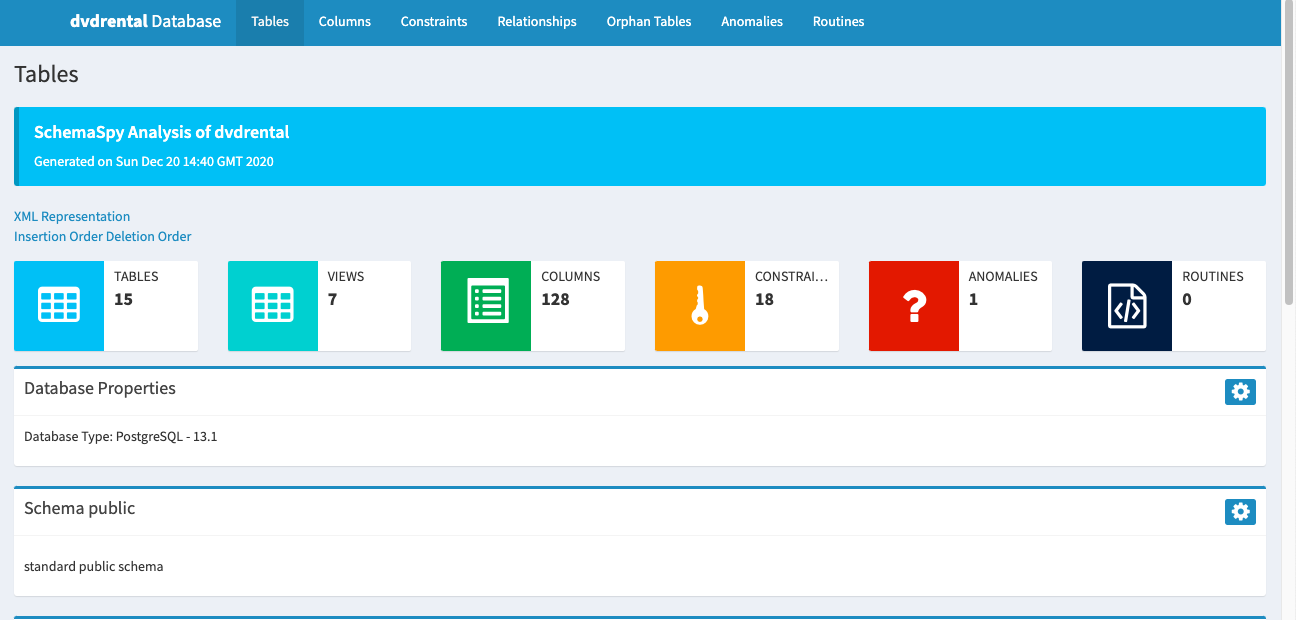 dvdrental Database Tables Columns Constraints Relationships Orphan Tables Anomalies Routines
Tables
SchemaSpy Analysis of dvdrental
Generated on Sun Dec 20 14:40 GMT 2020
XML Representation
Insertion Order Deletion Order
TABLES
15
VIEWS
7
COLUMNS
128
CONSTRAI...
18
ANOMALIES
1
ROUTINES
0
Database Properties
Database Type: PostgreSQL - 13.1
Schema public
standard public schema